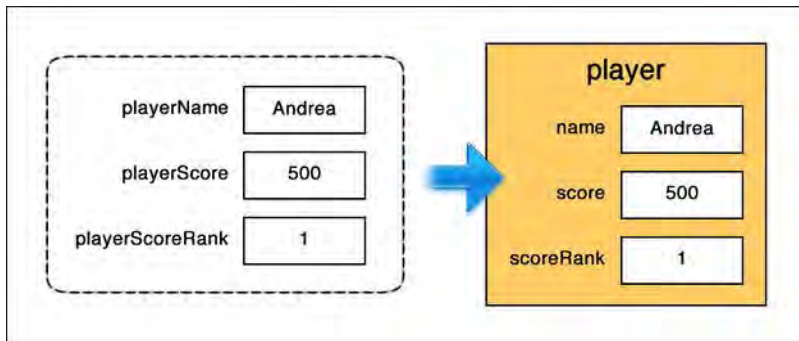 playerName Andrea
playerScore 500
playerScoreRank 1
player
name Andrea
score 500
scoreRank 1